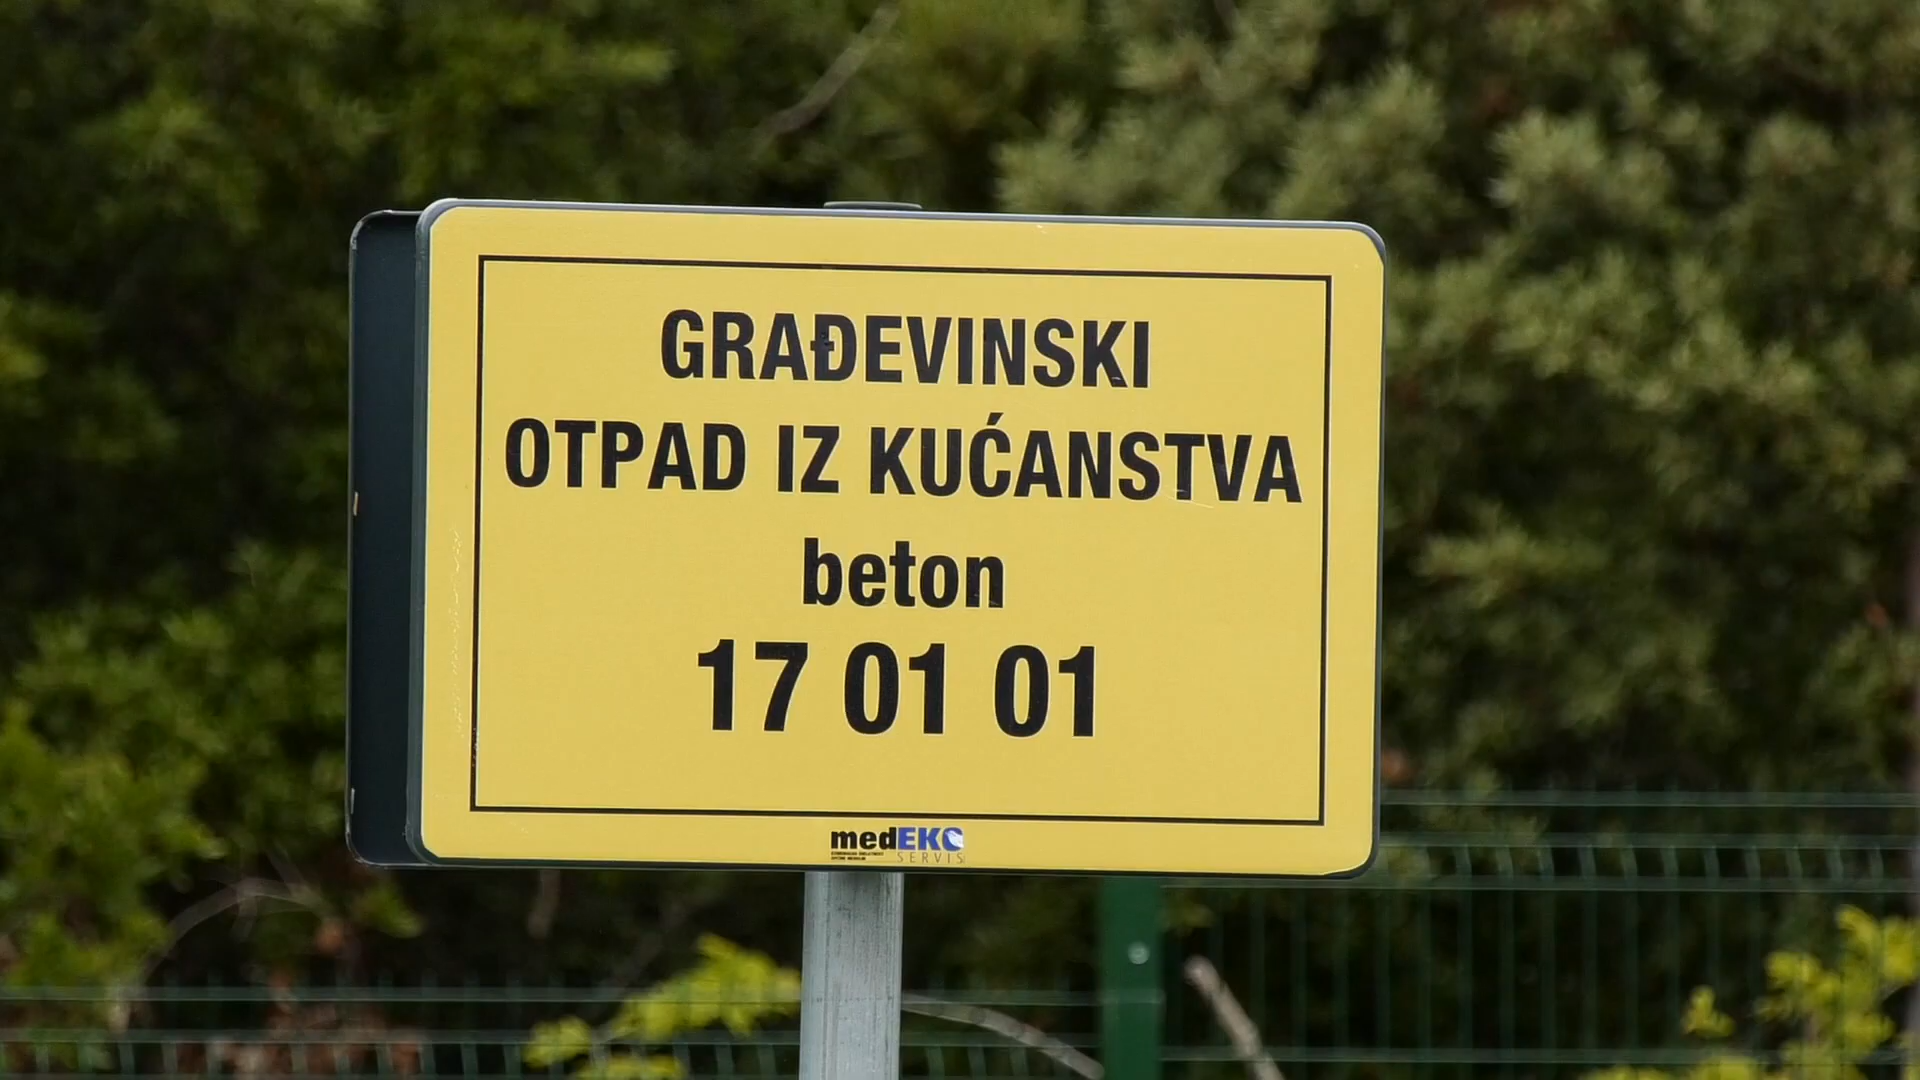 GRAĐEVINSKI
OTPAD IZ KUĆANSTVA
beton
17 01 01
medEKO
SERVIS